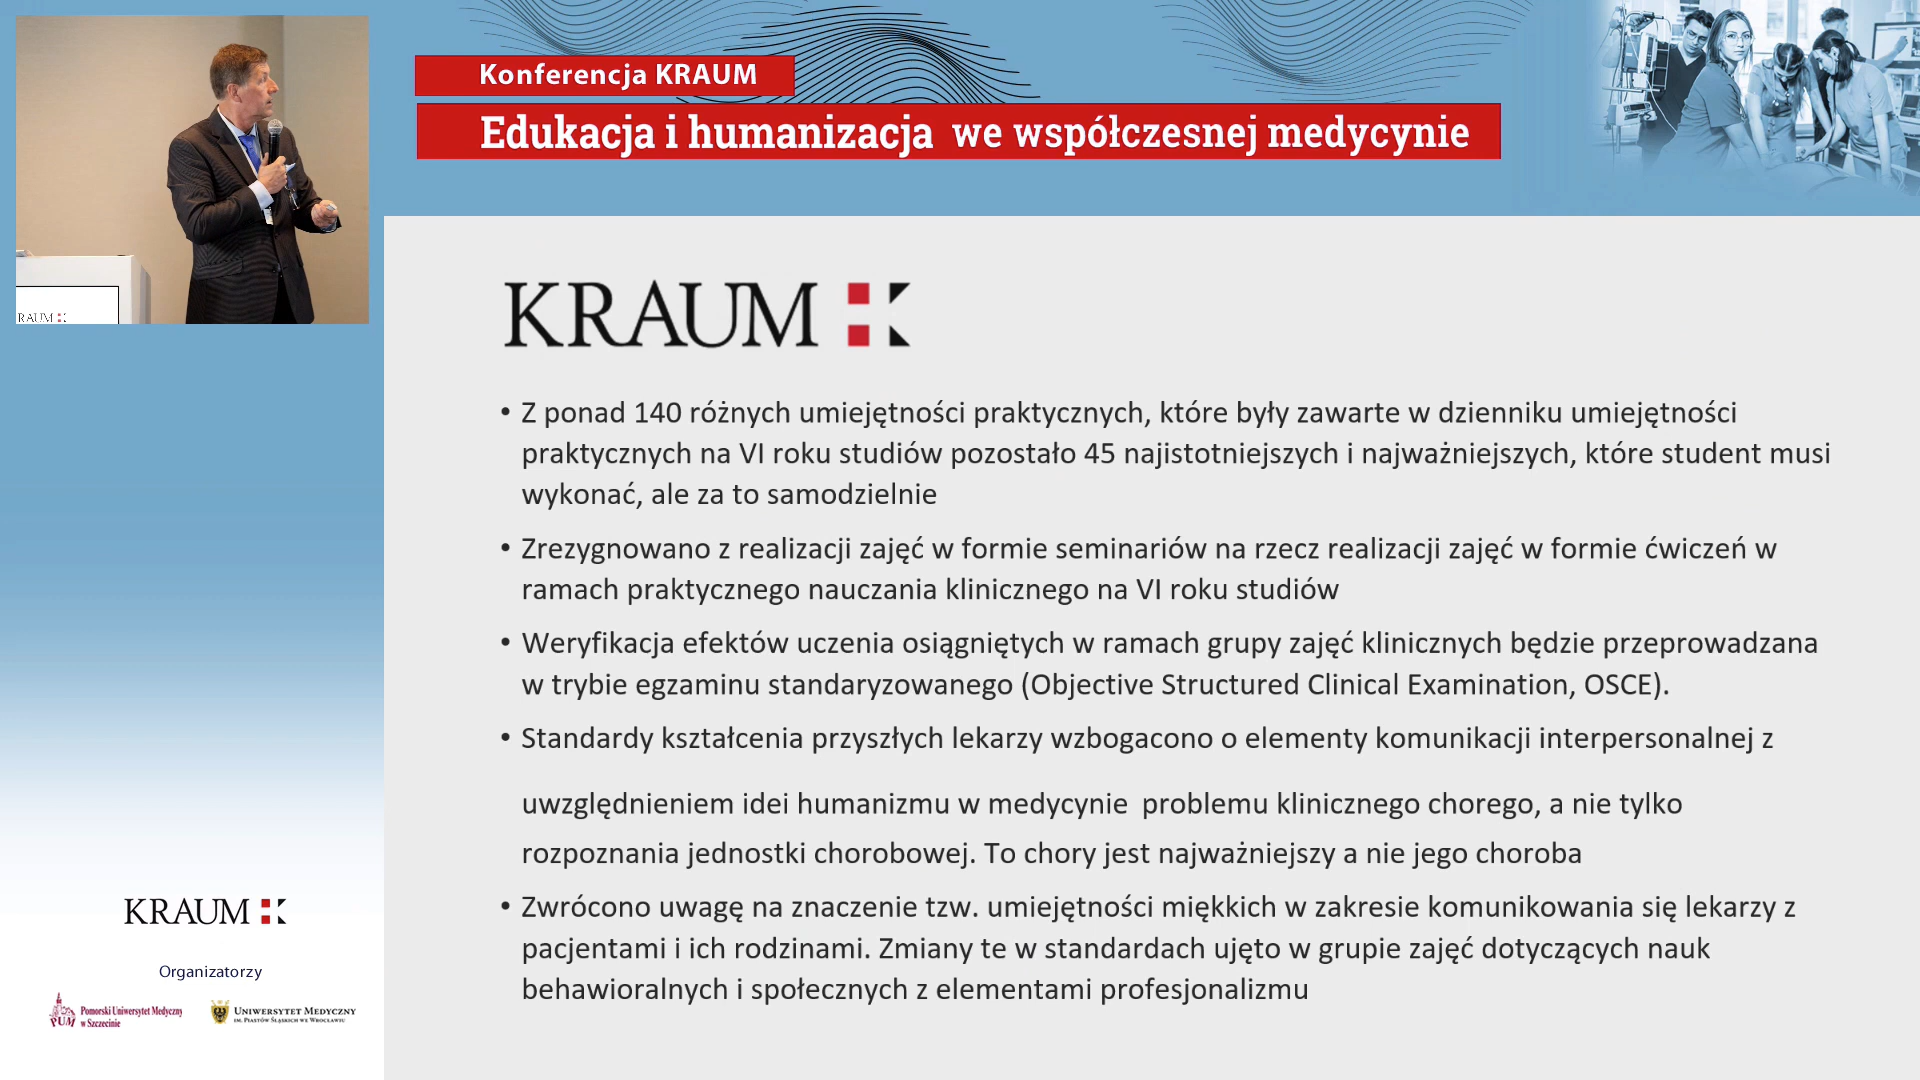 Konferencja KRAUM
Edukacja i humanizacja we współczesnej medycynie
RAUM
KRAUM
• Z ponad 140 różnych umiejętności praktycznych, które były zawarte w dzienniku umiejętności
praktycznych na VI roku studiów pozostało 45 najistotniejszych i najważniejszych, które student musi
wykonać, ale za to samodzielnie
• Zrezygnowano z realizacji zajęć w formie seminariów na rzecz realizacji zajęć w formie ćwiczeń w
ramach praktycznego nauczania klinicznego na VI roku studiów
• Weryfikacja efektów uczenia osiągniętych w ramach grupy zajęć klinicznych będzie przeprowadzana
w trybie egzaminu standaryzowanego (Objective Structured Clinical Examination, OSCE).
• Standardy kształcenia przyszłych lekarzy wzbogacono o elementy komunikacji interpersonalnej z
uwzględnieniem idei humanizmu w medycynie problemu klinicznego chorego, a nie tylko
rozpoznania jednostki chorobowej. To chory jest najważniejszy a nie jego choroba
• Zwrócono uwagę na znaczenie tzw. umiejętności miękkich w zakresie komunikowania się lekarzy z
pacjentami i ich rodzinami. Zmiany te w standardach ujęto w grupie zajęć dotyczących nauk
behawioralnych i społecznych z elementami profesjonalizmu
KRAUM
Organizatorzy
PUM
Pomorski Uniwersytet Medyczny
w Szczecinie
UNIWERSYTET MEDYCZNY
IM. PIASTÓW ŚLĄSKICH WE WROCŁAWIU